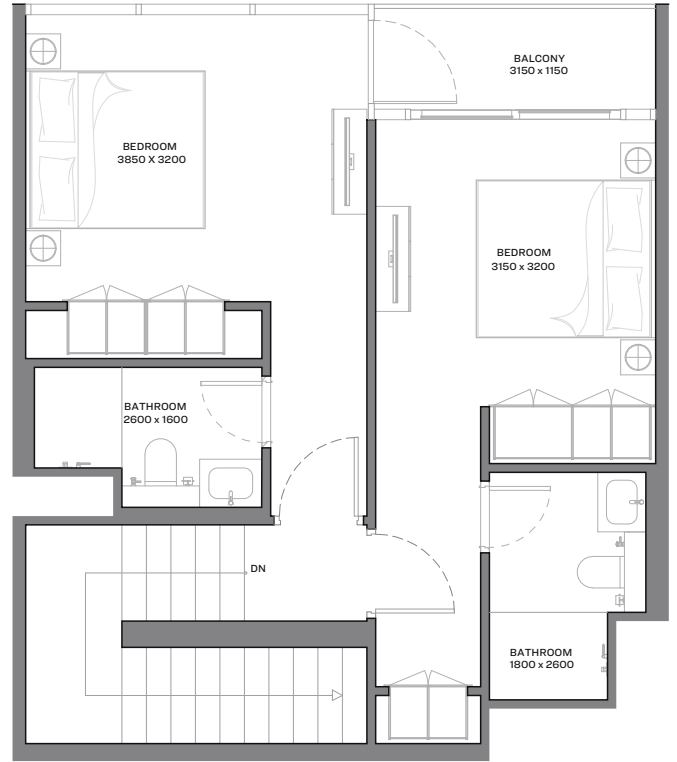 BALCONY
3150 x 1150
BEDROOM
3850 X 3200
BEDROOM
3150 x 3200
BATHROOM
2600 x 1600
DN
BATHROOM
1800 x 2600